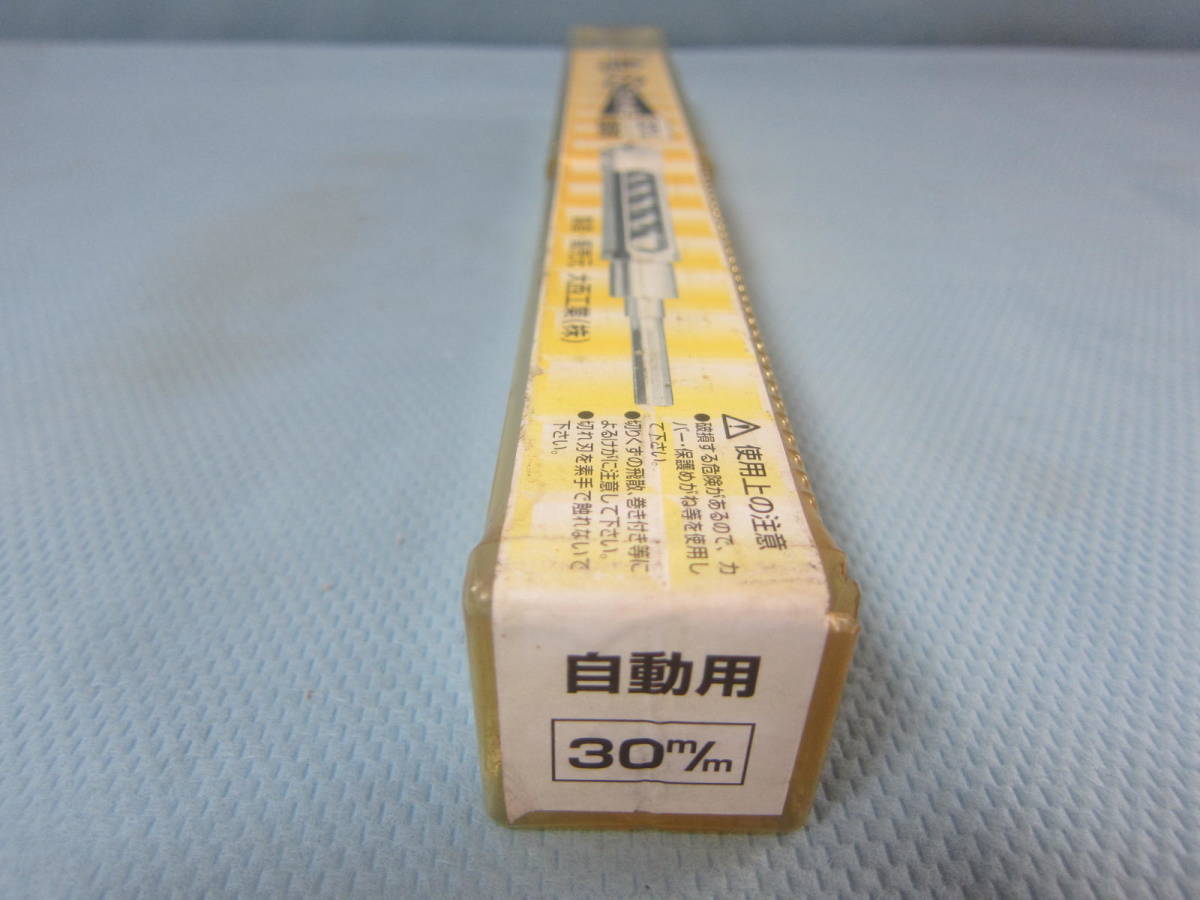 大西工業(株)
⚠ 使用上の注意
●破損する危険があるので、カ
バー・保護めがね等を使用し
て下さい。
●切りくずの飛散、巻き付き等に
よるけがに注意して下さい。
●切れ刃を素手で触れないで
下さい。
自動用
30m/m